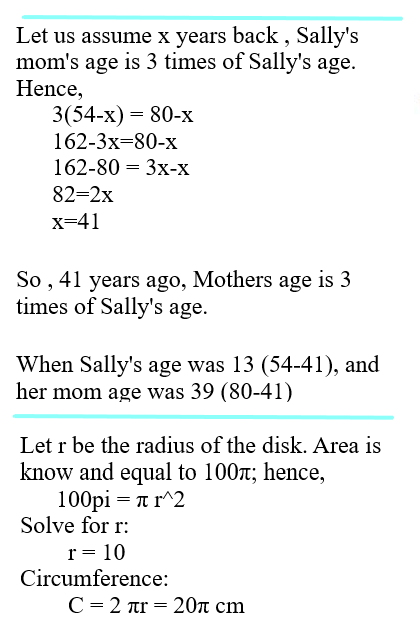 Let us assume x years back , Sally's
mom's age is 3 times of Sally's age.
Hence,
3(54-x) = 80-x
162-3x=80-x
162-80 = 3x-x
82=2x
x=41
So , 41 years ago, Mothers age is 3
times of Sally's age.
When Sally's age was 13 (54-41), and
her mom age was 39 (80-41)
Let r be the radius of the disk. Area is
know and equal to 100π; hence,
100pi = π r^2
Solve for r:
r = 10
Circumference:
C = 2 πr = 20π cm